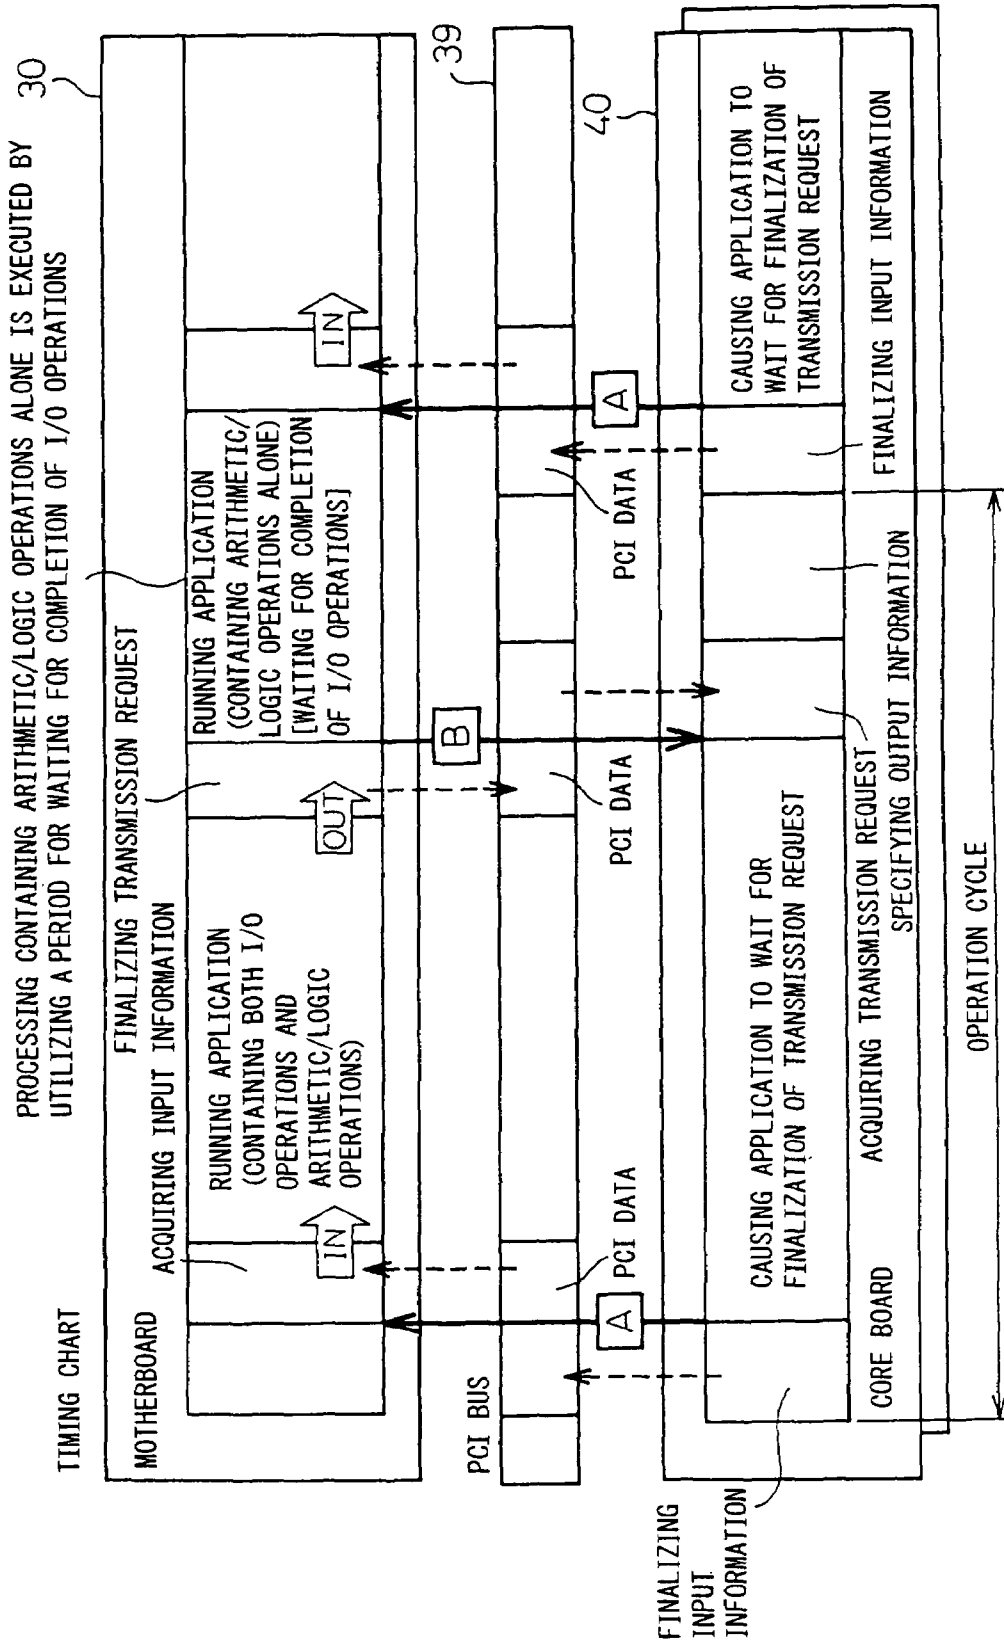 PROCESSING CONTAINING ARITHMETIC/LOGIC OPERATIONS ALONE IS EXECUTED BY
UTILIZING A PERIOD FOR WAITING FOR COMPLETION OF I/O OPERATIONS
TIMING CHART
30
FINALIZING TRANSMISSION REQUEST
MOTHERBOARD
ACQUIRING INPUT INFORMATION
IN
RUNNING APPLICATION
(CONTAINING BOTH I/O
OPERATIONS AND
ARITHMETIC/LOGIC
OPERATIONS)
OUT
RUNNING APPLICATION
(CONTAINING ARITHMETIC/
LOGIC OPERATIONS ALONE)
[WAITING FOR COMPLETION
OF I/O OPERATIONS]
IN
B
39
PCI BUS
A
PCI DATA
PCI DATA
PCI DATA
A
40
FINALIZING
INPUT
INFORMATION
CAUSING APPLICATION TO WAIT FOR
FINALIZATION OF TRANSMISSION REQUEST
CAUSING APPLICATION TO
WAIT FOR FINALIZATION OF
TRANSMISSION REQUEST
CORE BOARD
ACQUIRING TRANSMISSION REQUEST
SPECIFYING OUTPUT INFORMATION
FINALIZING INPUT INFORMATION
OPERATION CYCLE